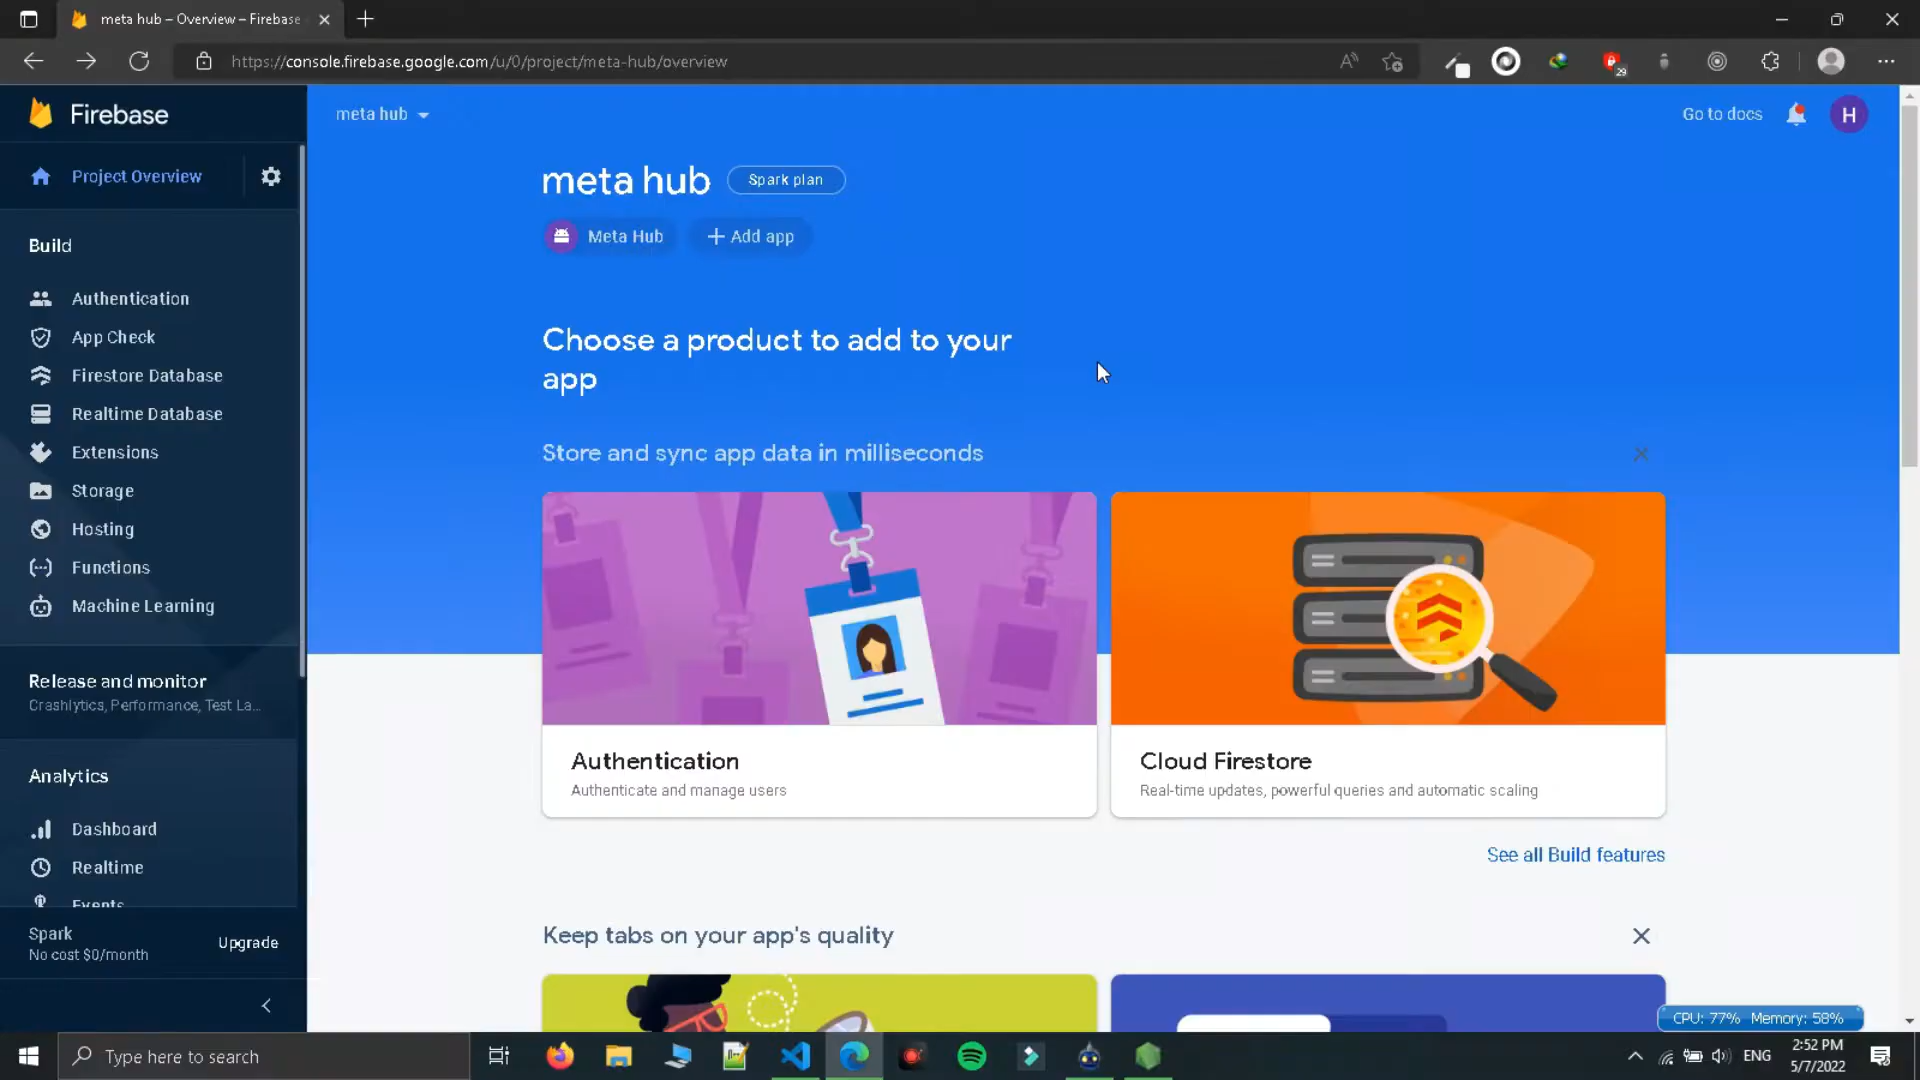 meta hub – Overview – Firebase
https://console.firebase.google.com/u/0/project/meta-hub/overview
29
Firebase
meta hub
Go to docs
H
Project Overview
meta hub
Spark plan
Meta Hub
Add app
Build
Authentication
App Check
Firestore Database
Realtime Database
Extensions
Storage
Hosting
Functions
Machine Learning
Choose a product to add to your
app
Store and sync app data in milliseconds
Authentication
Authenticate and manage users
Cloud Firestore
Real-time updates, powerful queries and automatic scaling
See all Build features
Release and monitor
Crashlytics, Performance, Test La...
Analytics
Dashboard
Realtime
Events
Spark
No cost $0/month
Upgrade
Keep tabs on your app's quality
CPU: 77% Memory: 58%
Type here to search
ENG
2:52 PM
5/7/2022